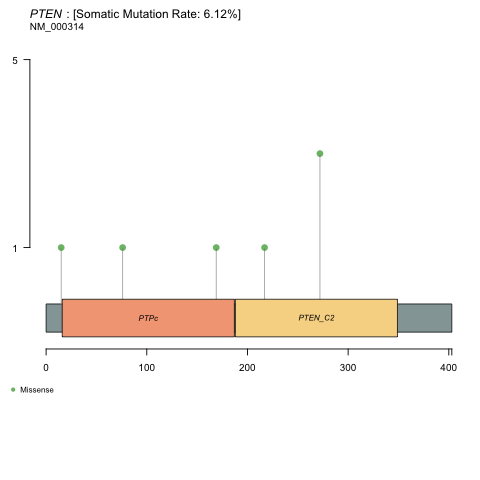 PTEN : [Somatic Mutation Rate: 6.12%]
NM_000314
5
1
PTPc
PTEN_C2
0 100 200 300 400
Missense